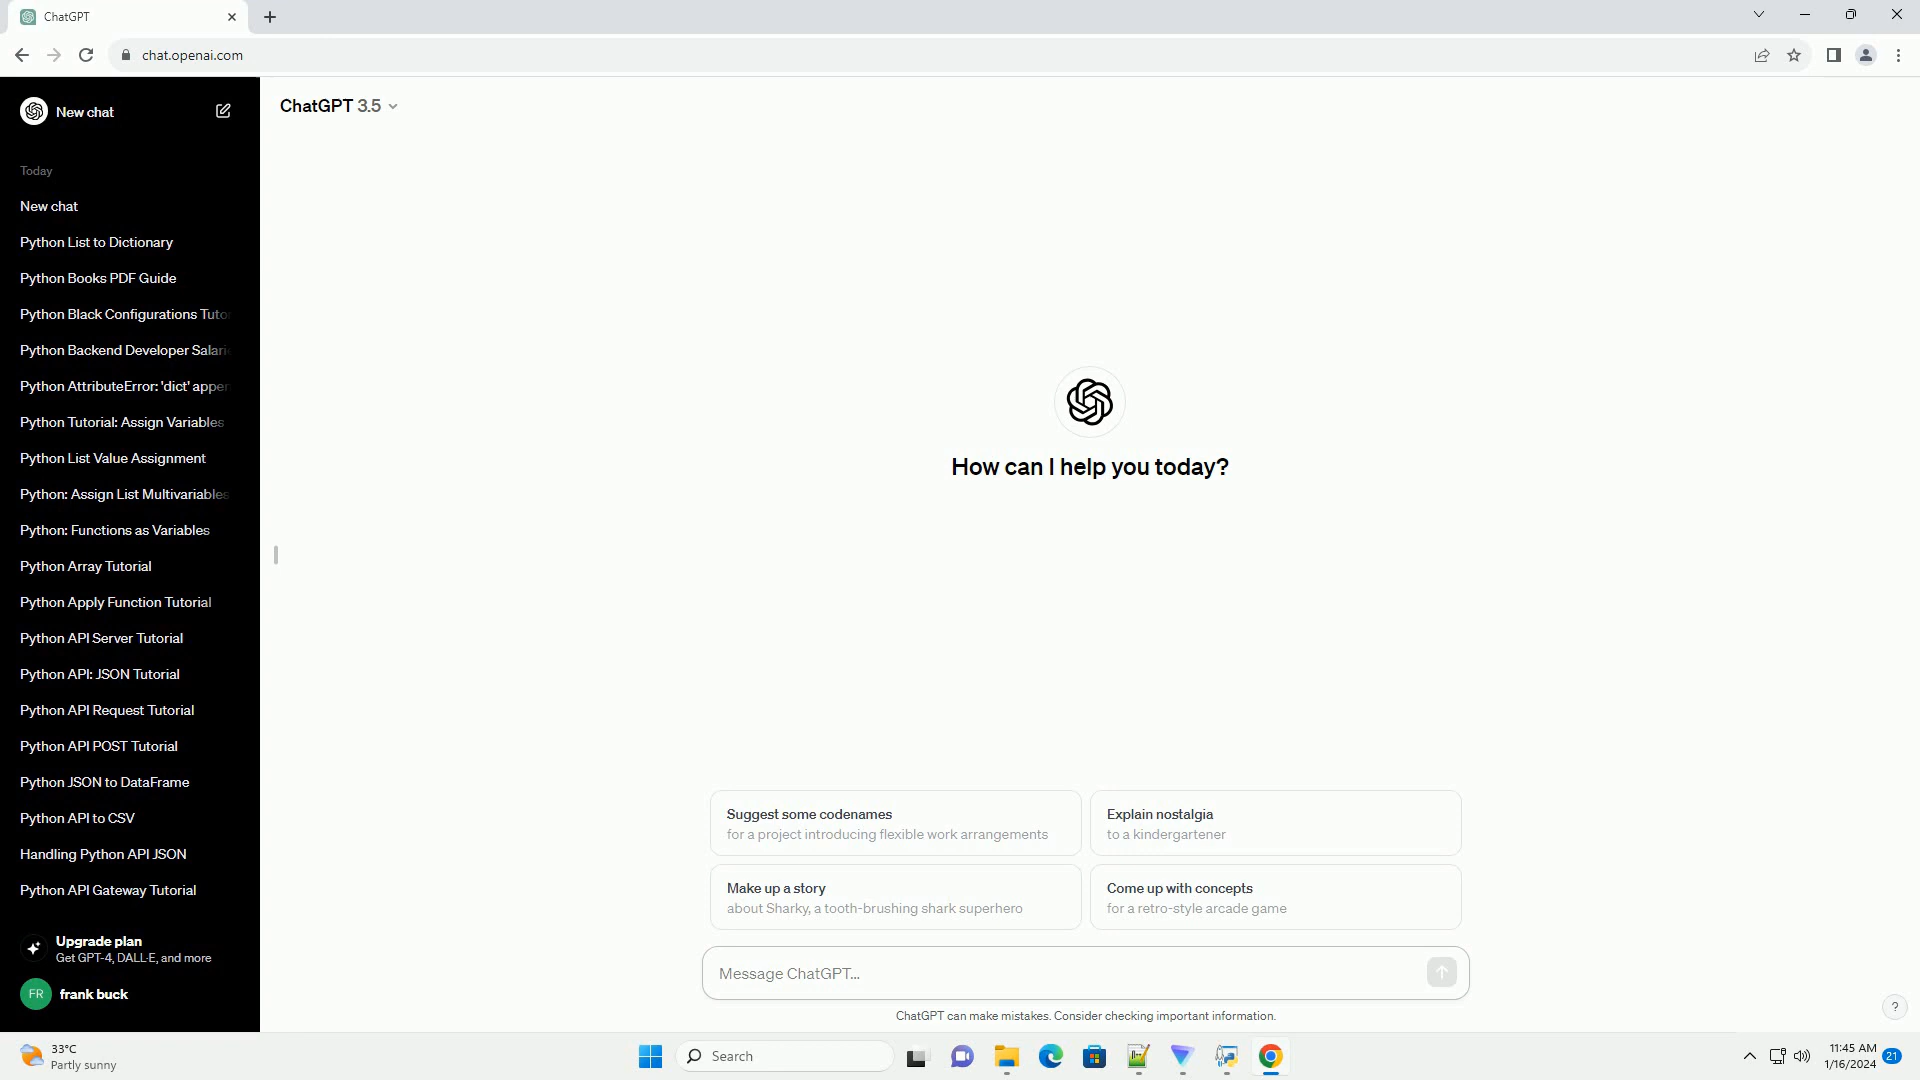 ChatGPT
chat.openai.com
New chat
ChatGPT 3.5
Today
New chat
Python List to Dictionary
Python Books PDF Guide
Python Black Configurations Tuto
Python Backend Developer Salari
Python AttributeError: 'dict' appen
Python Tutorial: Assign Variables
Python List Value Assignment
Python: Assign List Multivariables
Python: Functions as Variables
Python Array Tutorial
Python Apply Function Tutorial
Python API Server Tutorial
Python API: JSON Tutorial
Python API Request Tutorial
Python API POST Tutorial
Python JSON to DataFrame
Python API to CSV
Handling Python API JSON
Python API Gateway Tutorial
Upgrade plan
Get GPT-4, DALL·E, and more
FR frank buck
How can I help you today?
Suggest some codenames
for a project introducing flexible work arrangements
Explain nostalgia
to a kindergartener
Make up a story
about Sharky, a tooth-brushing shark superhero
Come up with concepts
for a retro-style arcade game
Message ChatGPT...
ChatGPT can make mistakes. Consider checking important information.
?
33°C
Partly sunny
Search
11:45 AM
1/16/2024
21